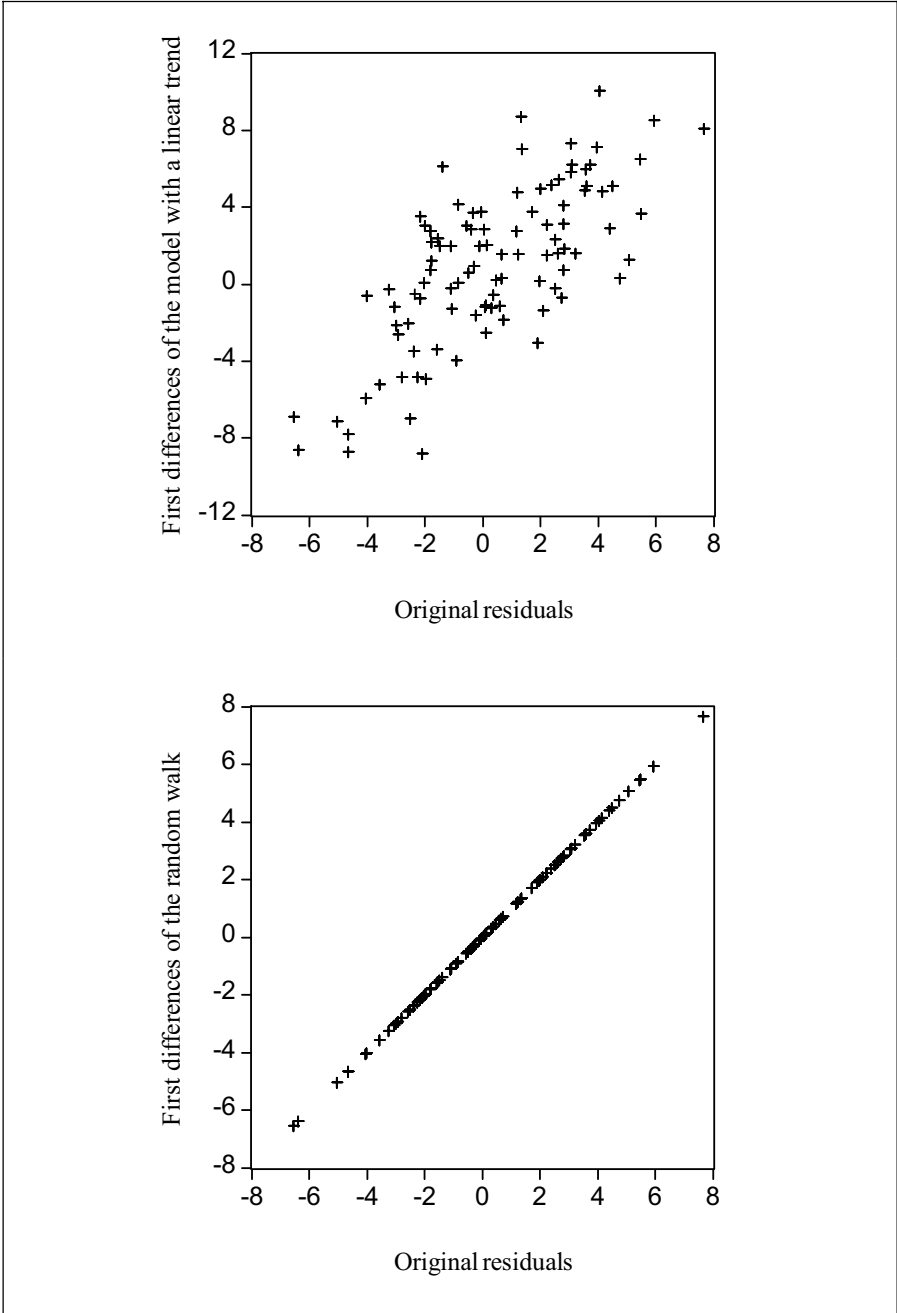 First differences of the model with a linear trend
12
8
4
0
-4
-8
-12
-8 -6 -4 -2 0 2 4 6 8
Original residuals
First differences of the random walk
8
6
4
2
0
-2
-4
-6
-8
-8 -6 -4 -2 0 2 4 6 8
Original residuals